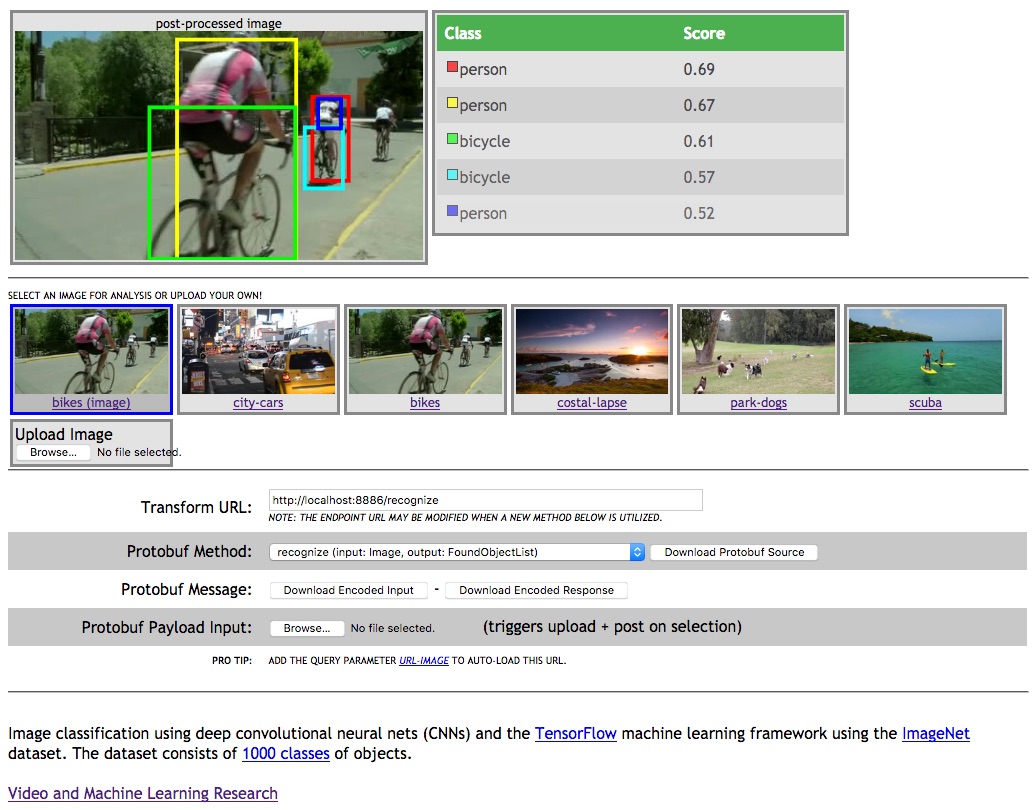 post-processed image
Class Score
person 0.69
person 0.67
bicycle 0.61
bicycle 0.57
person 0.52
SELECT AN IMAGE FOR ANALYSIS OR UPLOAD YOUR OWN!
bikes (image) city-cars bikes costal-lapse park-dogs scuba
Upload Image
Browse... No file selected.
Transform URL: http://localhost:8886/recognize
NOTE: THE ENDPOINT URL MAY BE MODIFIED WHEN A NEW METHOD BELOW IS UTILIZED.
Protobuf Method: recognize (input: Image, output: FoundObjectList) Download Protobuf Source
Protobuf Message: Download Encoded Input - Download Encoded Response
Protobuf Payload Input: Browse... No file selected. (triggers upload + post on selection)
PRO TIP: ADD THE QUERY PARAMETER URL-IMAGE TO AUTO-LOAD THIS URL.
Image classification using deep convolutional neural nets (CNNs) and the TensorFlow machine learning framework using the ImageNet
dataset. The dataset consists of 1000 classes of objects.
Video and Machine Learning Research